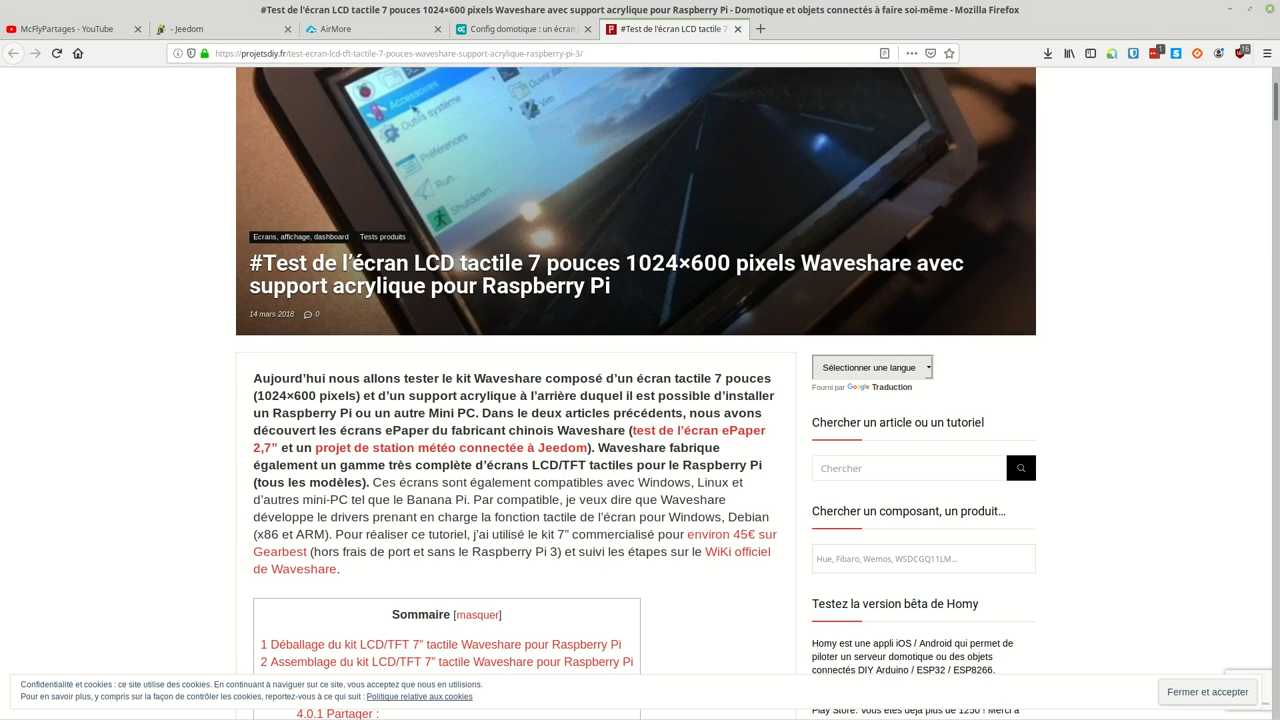 #Test de l'écran LCD tactile 7 pouces 1024×600 pixels Waveshare avec support acrylique pour Raspberry Pi - Domotique et objets connectés à faire soi-même - Mozilla Firefox
McFlyPartages - YouTube
- Jeedom
AirMore
Config domotique : un écran
#Test de l'écran LCD tactile 7
https://projetsdiy.fr/test-ecran-lcd-tft-tactile-7-pouces-waveshare-support-acrylique-raspberry-pi-3/
1
16
Accessoires
Outils système
Préférences
Run...
Shutdown...
Vim
Ecrans, affichage, dashboard
Tests produits
#Test de l’écran LCD tactile 7 pouces 1024×600 pixels Waveshare avec
support acrylique pour Raspberry Pi
14 mars 2018
0
Aujourd’hui nous allons tester le kit Waveshare composé d’un écran tactile 7 pouces
(1024×600 pixels) et d’un support acrylique à l’arrière duquel il est possible d’installer
un Raspberry Pi ou un autre Mini PC. Dans le deux articles précédents, nous avons
découvert les écrans ePaper du fabricant chinois Waveshare (test de l’écran ePaper
2,7” et un projet de station météo connectée à Jeedom). Waveshare fabrique
également un gamme très complète d’écrans LCD/TFT tactiles pour le Raspberry Pi
(tous les modèles). Ces écrans sont également compatibles avec Windows, Linux et
d’autres mini-PC tel que le Banana Pi. Par compatible, je veux dire que Waveshare
développe le drivers prenant en charge la fonction tactile de l’écran pour Windows, Debian
(x86 et ARM). Pour réaliser ce tutoriel, j’ai utilisé le kit 7” commercialisé pour environ 45€ sur
Gearbest (hors frais de port et sans le Raspberry Pi 3) et suivi les étapes sur le WiKi officiel
de Waveshare.
Sommaire [masquer]
1 Déballage du kit LCD/TFT 7” tactile Waveshare pour Raspberry Pi
2 Assemblage du kit LCD/TFT 7” tactile Waveshare pour Raspberry Pi
4.0.1 Partager :
Sélectionner une langue
Fourni par Google Traduction
Chercher un article ou un tutoriel
Chercher
Chercher un composant, un produit…
Hue, Fibaro, Wemos, WSDCGQ11LM...
Testez la version bêta de Homy
Homy est une appli iOS / Android qui permet de
piloter un serveur domotique ou des objets
connectés DIY Arduino / ESP32 / ESP8266.
Play Store. Vous êtes déjà plus de 1250 ! Merci à
Confidentialité et cookies : ce site utilise des cookies. En continuant à naviguer sur ce site, vous acceptez que nous en utilisions.
Pour en savoir plus, y compris sur la façon de contrôler les cookies, reportez-vous à ce qui suit : Politique relative aux cookies
Fermer et accepter